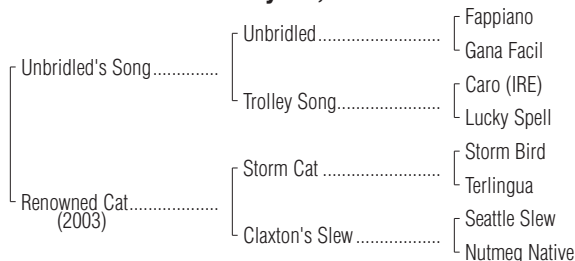 Fappiano
Unbridled
Gana Facil
Unbridled's Song
Caro (IRE)
Trolley Song
Lucky Spell
Storm Bird
Storm Cat
Terlingua
Renowned Cat
(2003)
Seattle Slew
Claxton's Slew
Nutmeg Native